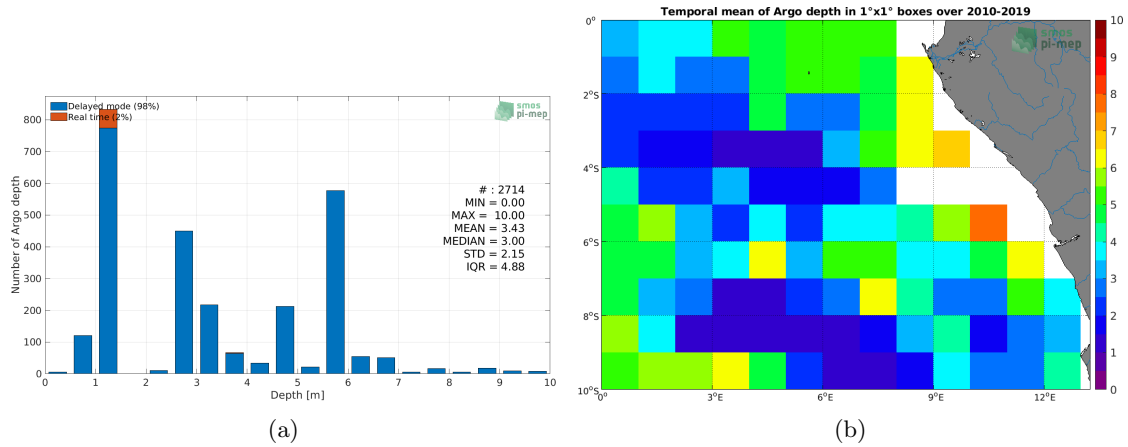 Delayed mode (98%)
Real time (2%)
smos
pi-mep
# : 2714
MIN = 0.00
MAX = 10.00
MEAN = 3.43
MEDIAN = 3.00
STD = 2.15
IQR = 4.88
Number of Argo depth
800
700
600
500
400
300
200
100
0
0 1 2 3 4 5 6 7 8 9 10
Depth [m]
(a)
Temporal mean of Argo depth in 1°x1° boxes over 2010-2019
smos
pi-mep
0°
2°S
4°S
6°S
8°S
10°S
0° 3°E 6°E 9°E 12°E
10
9
8
7
6
5
4
3
2
1
0
(b)